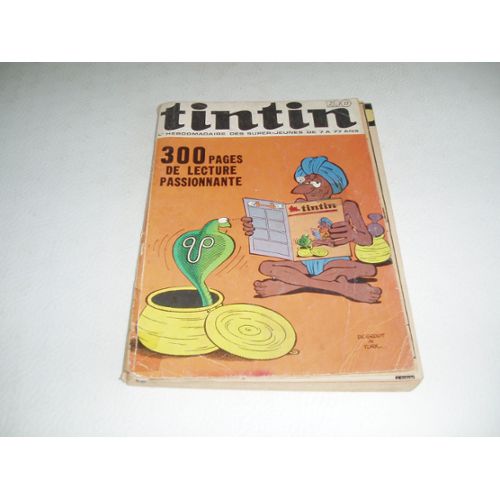 tintin
L'HEBDOMADAIRE DES SUPER-JEUNES DE 7 A 77 ANS
300 PAGES
DE LECTURE
PASSIONNANTE
tintin
DE GROOT
&
TURK